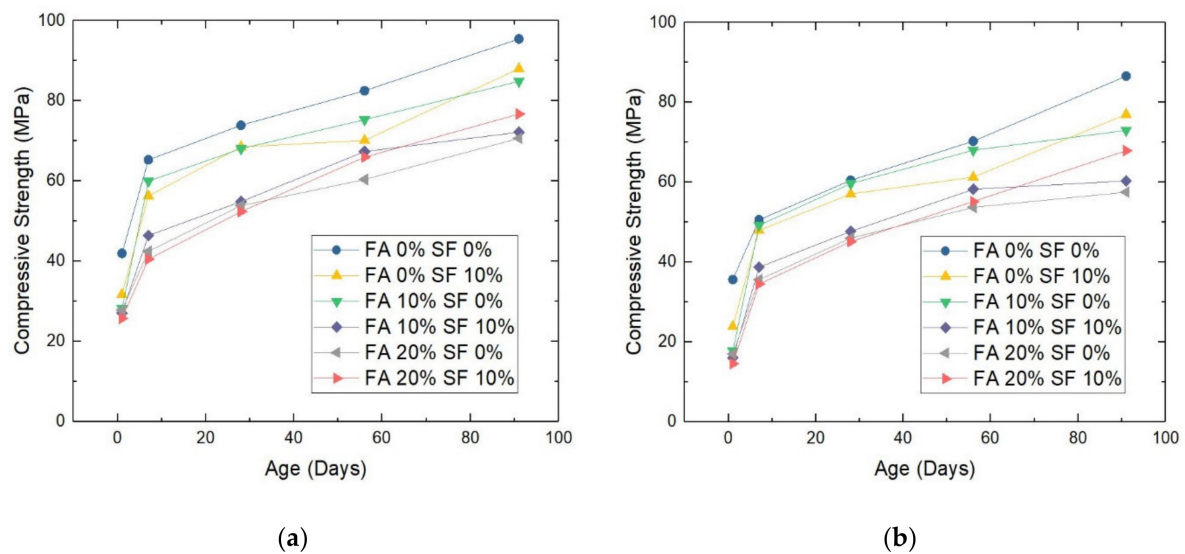 100
80
60
40
20
0
Compressive Strength (MPa)
FA 0% SF 0%
FA 0% SF 10%
FA 10% SF 0%
FA 10% SF 10%
FA 20% SF 0%
FA 20% SF 10%
0 20 40 60 80 100
Age (Days)
(a)
100
80
60
40
20
0
Compressive Strength (MPa)
FA 0% SF 0%
FA 0% SF 10%
FA 10% SF 0%
FA 10% SF 10%
FA 20% SF 0%
FA 20% SF 10%
0 20 40 60 80 100
Age (Days)
(b)